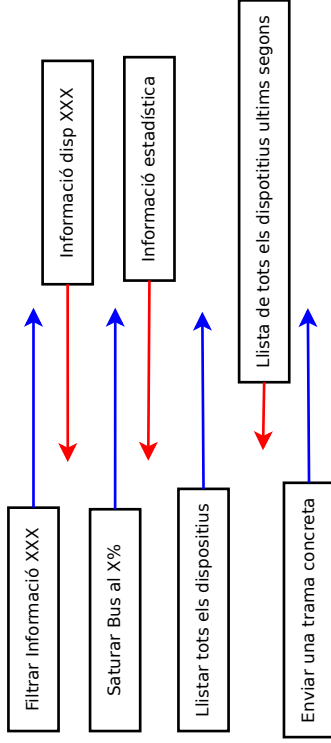 Filtrar Informació XXX
Informació disp XXX
Saturar Bus al X%
Informació estadística
Llistar tots els dispositius
Llista de tots els dispotitius ultims segons
Enviar una trama concreta